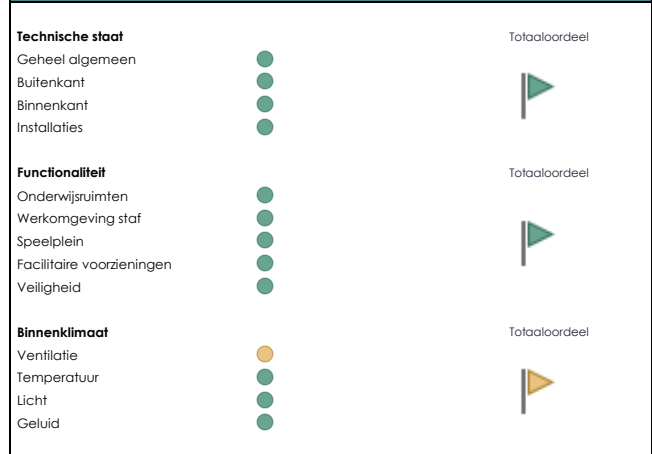 Technische staat Totaaloordeel
Geheel algemeen
Buitenkant
Binnenkant
Installaties
Functionaliteit Totaaloordeel
Onderwijsruimten
Werkomgeving staf
Speelplein
Facilitaire voorzieningen
Veiligheid
Binnenklimaat Totaaloordeel
Ventilatie
Temperatuur
Licht
Geluid